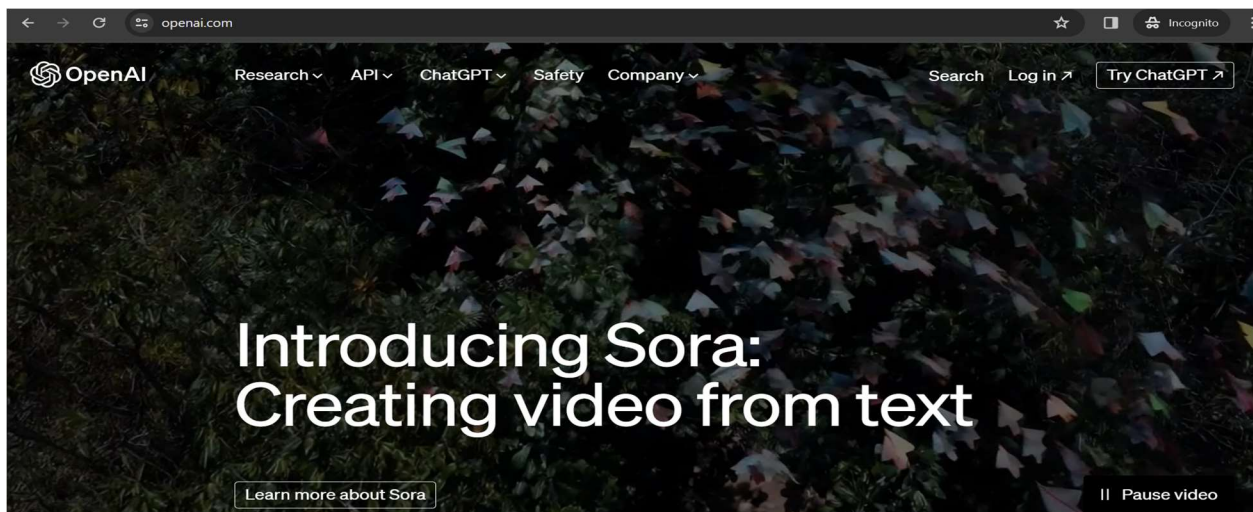 openai.com
Incognito
OpenAI
Research
API
ChatGPT
Safety
Company
Search
Log in ↗
Try ChatGPT ↗
Introducing Sora:
Creating video from text
Learn more about Sora
Pause video